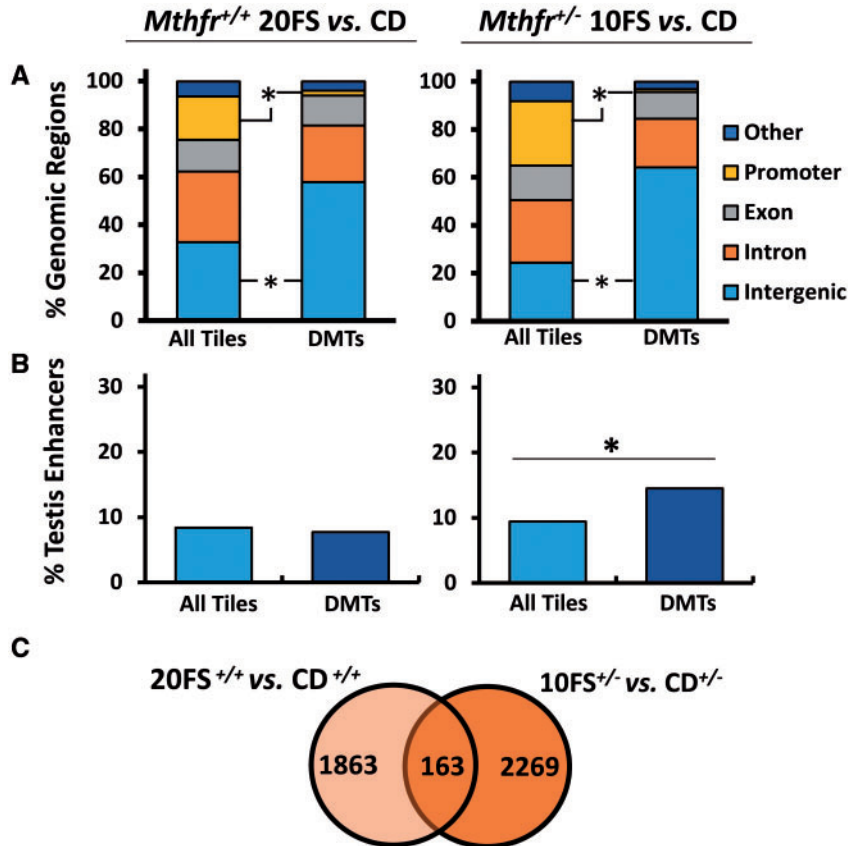 Mthfr+/+ 20FS vs. CD
Mthfr+/- 10FS vs. CD
A
% Genomic Regions
100
80
60
40
20
0
*
*
All Tiles
DMTs
100
80
60
40
20
0
*
*
All Tiles
DMTs
Other
Promoter
Exon
Intron
Intergenic
B
% Testis Enhancers
30
20
10
0
All Tiles
DMTs
30
20
10
0
*
All Tiles
DMTs
C
20FS+/+ vs. CD+/+
10FS+/- vs. CD+/-
1863
163
2269